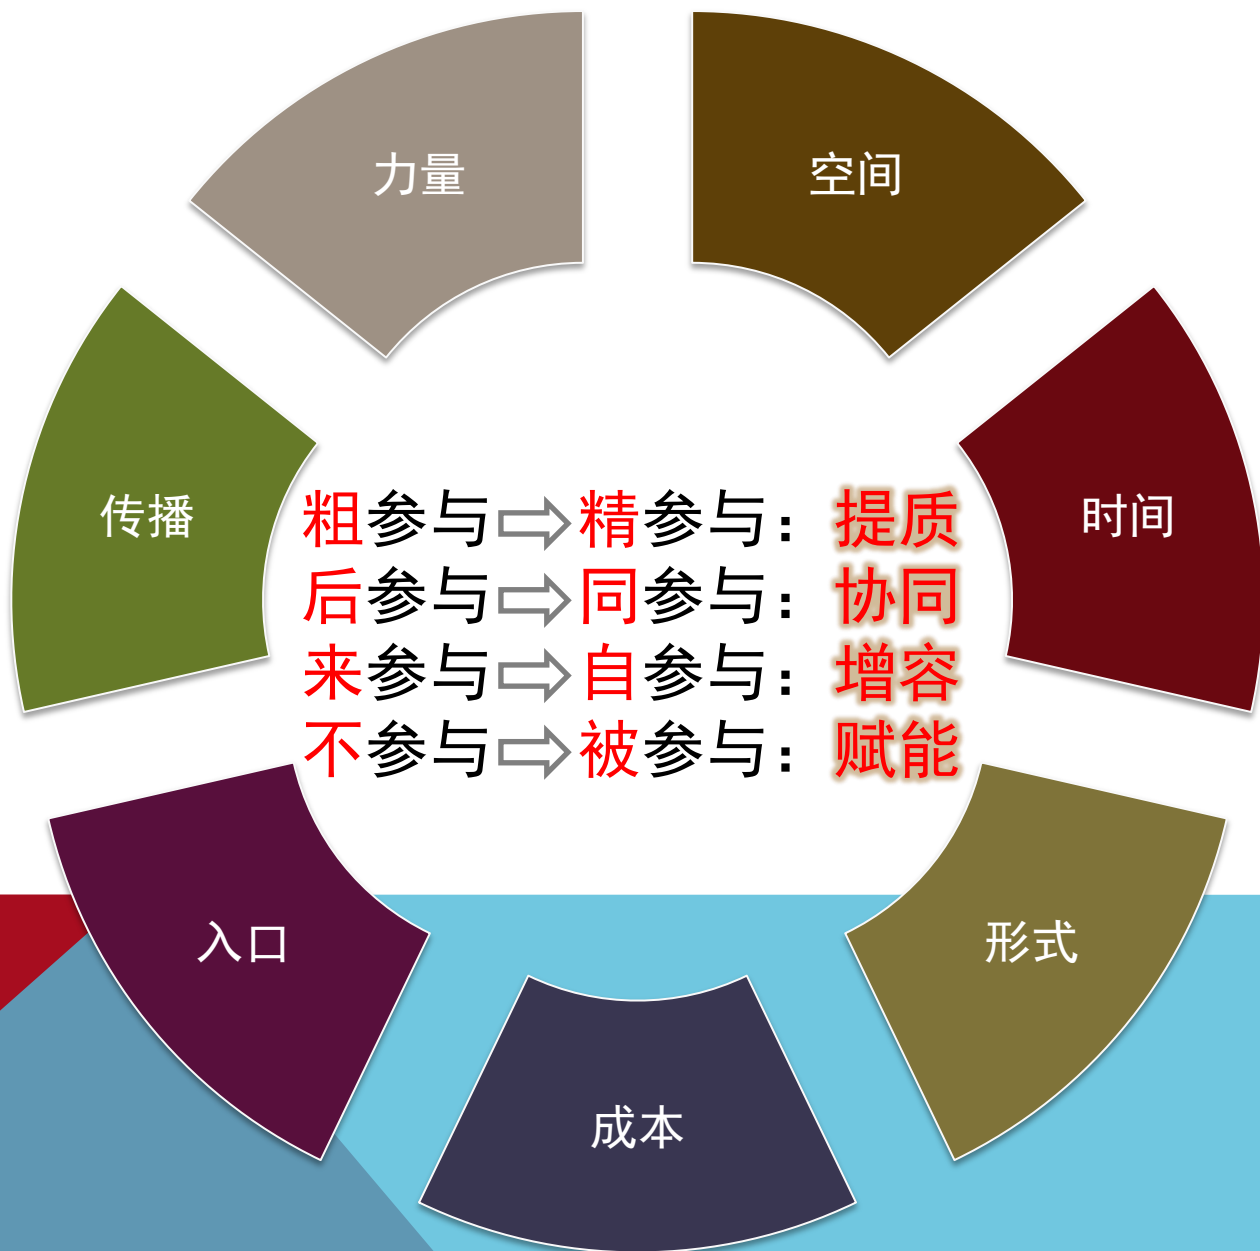 力量
空间
传播
时间
粗参与⇨精参与：提质
后参与⇨同参与：协同
来参与⇨自参与：增容
不参与⇨被参与：赋能
入口
形式
成本